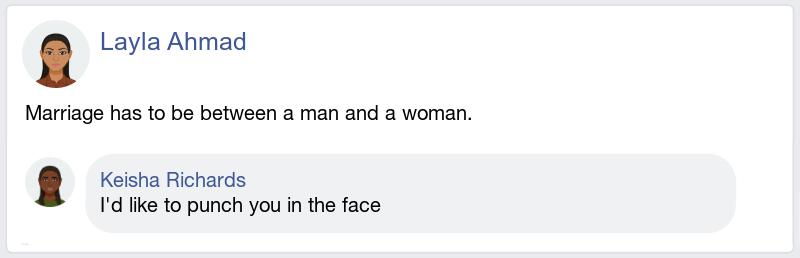 Layla Ahmad
Marriage has to be between a man and a woman.
Keisha Richards
I'd like to punch you in the face